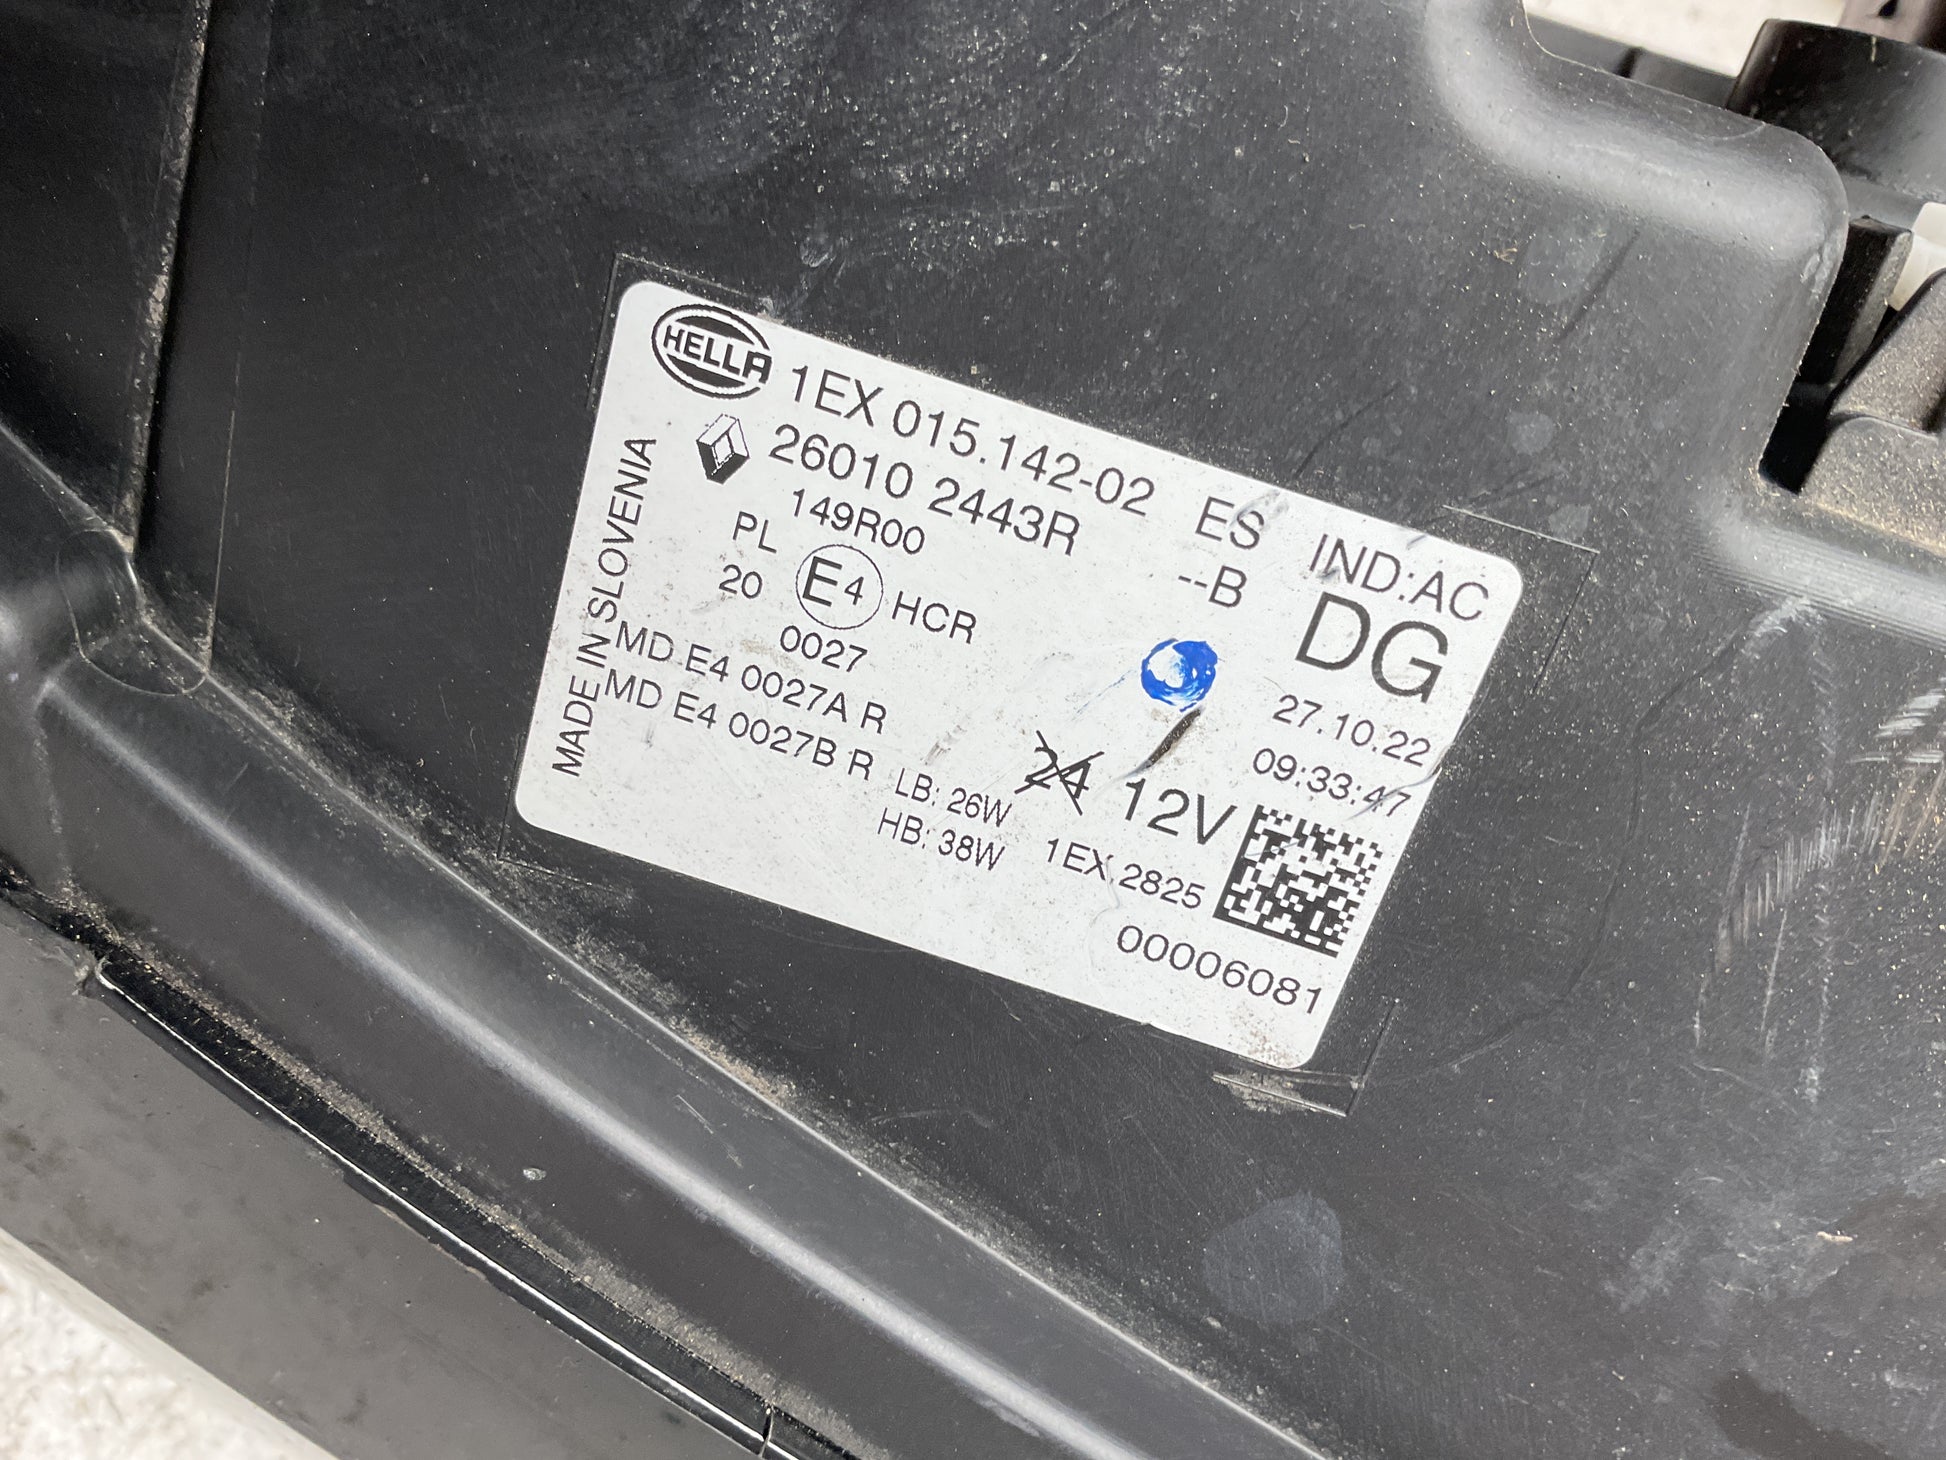 HELLA 1EX 015.142-02 ES IND:AC
26010 2443R --B DG
149R00
PL
20 E4 HCR
0027
27.10.22
MD E4 0027A R
09:33:47
MD E4 0027B R
LB: 26W 24 12V
HB: 38W 1EX 2825
00006081
MADE IN SLOVENIA